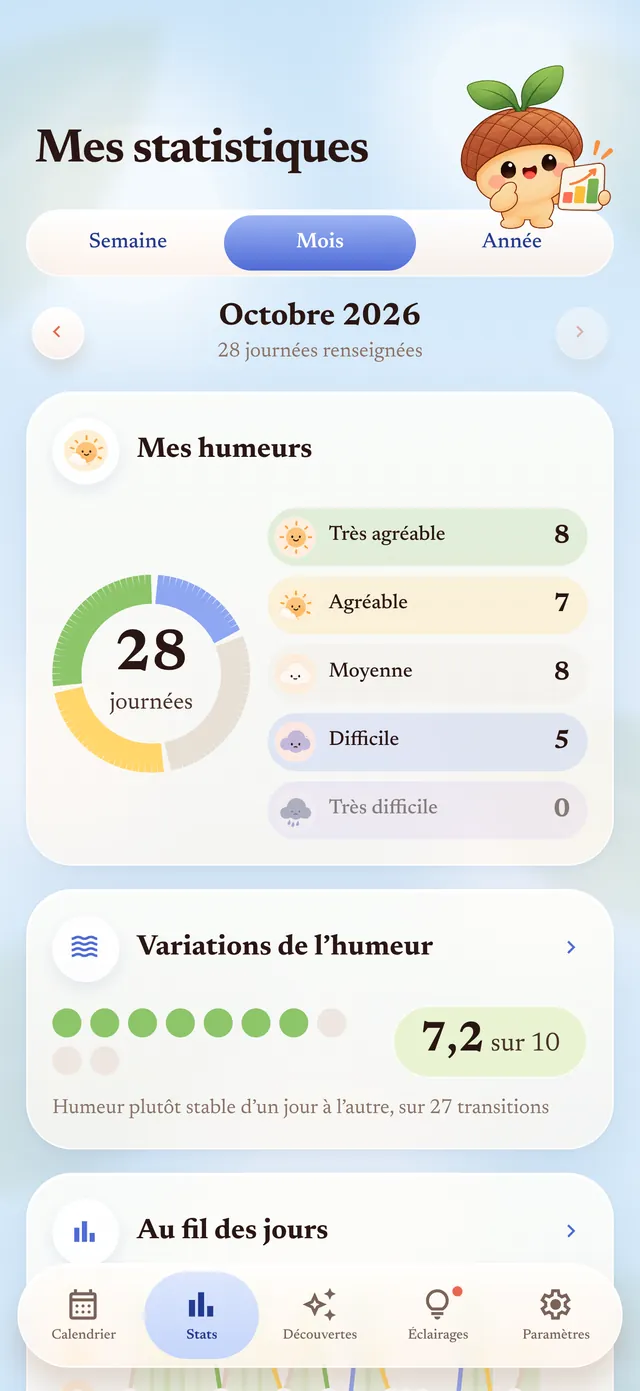 Mes statistiques
Semaine
Mois
Année
Octobre 2026
28 journées renseignées
Mes humeurs
28
journées
Très agréable 8
Agréable 7
Moyenne 8
Difficile 5
Très difficile 0
Variations de l’humeur
7,2 sur 10
Humeur plutôt stable d’un jour à l’autre, sur 27 transitions
Au fil des jours
Calendrier
Stats
Découvertes
Éclairages
Paramètres